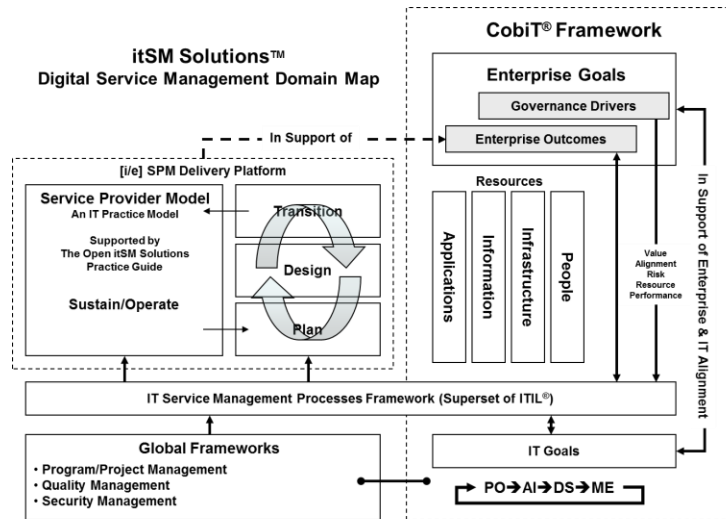 itSM Solutions™
Digital Service Management Domain Map
CobiT® Framework
Enterprise Goals
Governance Drivers
Enterprise Outcomes
In Support of
[i/e] SPM Delivery Platform
Service Provider Model
An IT Practice Model
Supported by
The Open itSM Solutions
Practice Guide
Sustain/Operate
Transition
Design
Plan
Resources
Applications
Information
Infrastructure
People
Value
Alignment
Risk
Resource
Performance
In Support of Enterprise & IT Alignment
IT Service Management Processes Framework (Superset of ITIL®)
Global Frameworks
• Program/Project Management
• Quality Management
• Security Management
IT Goals
PO➔AI➔DS➔ME